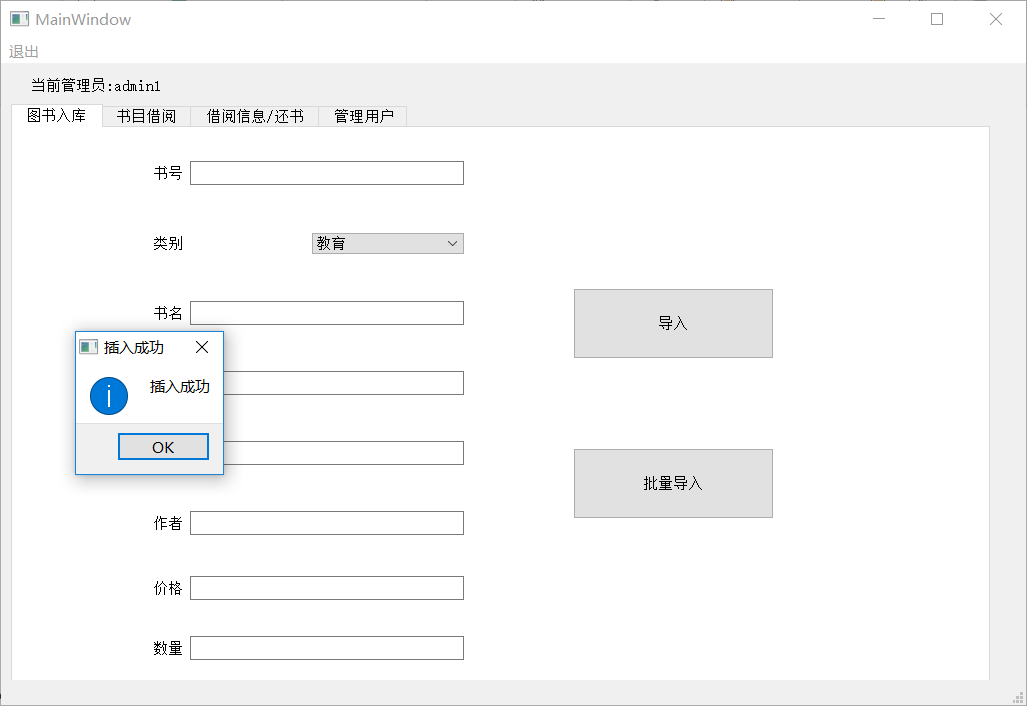 MainWindow
退出
当前管理员:admin1
图书入库 书目借阅 借阅信息/还书 管理用户
书号
类别 教育
书名
导入
插入成功
插入成功
OK
批量导入
作者
价格
数量